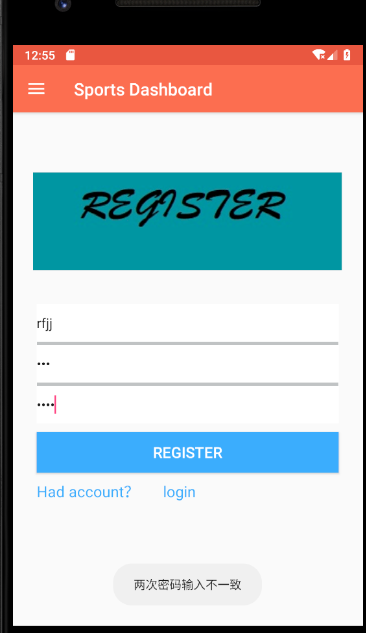 12:55
Sports Dashboard
REGISTER
rfjj
•••
••••
REGISTER
Had account? login
两次密码输入不一致